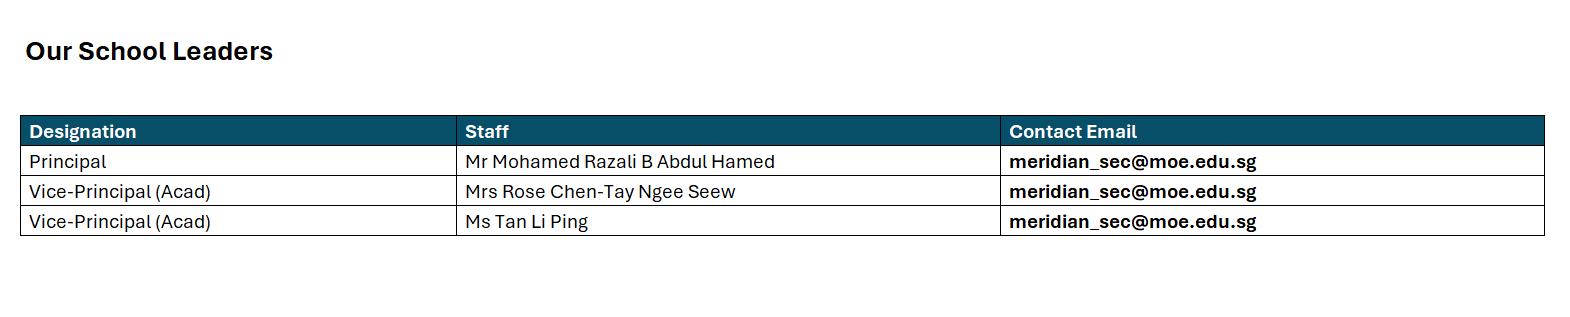 Our School Leaders
Designation Staff Contact Email
Principal Mr Mohamed Razali B Abdul Hamed meridian_sec@moe.edu.sg
Vice-Principal (Acad) Mrs Rose Chen-Tay Ngee Seew meridian_sec@moe.edu.sg
Vice-Principal (Acad) Ms Tan Li Ping meridian_sec@moe.edu.sg